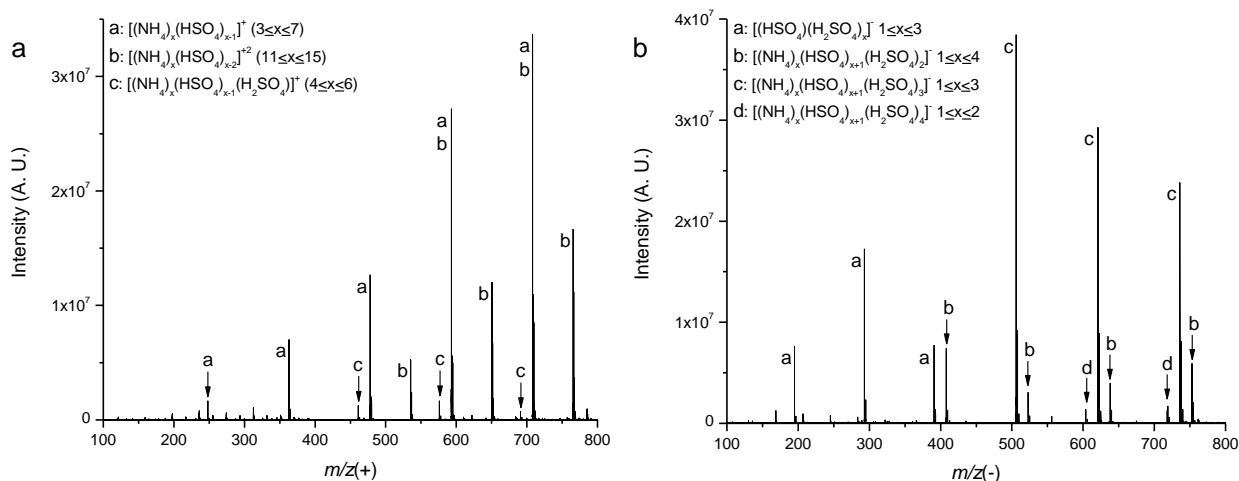 a
a: [(NH₄)ₓ(HSO₄)ₓ₋₁]⁺ (3≤x≤7)
b: [(NH₄)ₓ(HSO₄)ₓ₋₂]⁺² (11≤x≤15)
c: [(NH₄)ₓ(HSO₄)ₓ₋₁(H₂SO₄)]⁺ (4≤x≤6)
Intensity (A. U.)
3x10⁷
2x10⁷
1x10⁷
0
a
a
c
a
b
c
a
b
b
c
a
b
b
100 200 300 400 500 600 700 800
m/z(+)
b
a: [(HSO₄)(H₂SO₄)ₓ]⁻ 1≤x≤3
b: [(NH₄)ₓ(HSO₄)ₓ₊₁(H₂SO₄)₂]⁻ 1≤x≤4
c: [(NH₄)ₓ(HSO₄)ₓ₊₁(H₂SO₄)₃]⁻ 1≤x≤3
d: [(NH₄)ₓ(HSO₄)ₓ₊₁(H₂SO₄)₄]⁻ 1≤x≤2
Intensity (A. U.)
4x10⁷
3x10⁷
2x10⁷
1x10⁷
0
a
a
a
b
c
b
d
c
b
d
c
b
100 200 300 400 500 600 700 800
m/z(-)